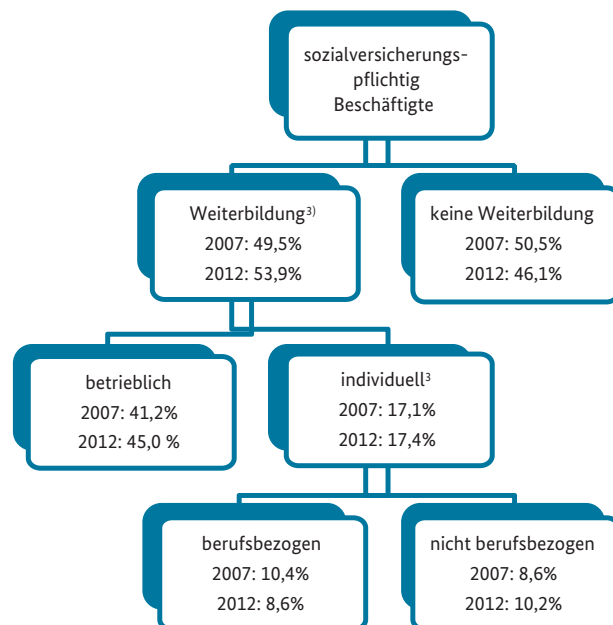 sozialversicherungs-
pflichtig
Beschäftigte
Weiterbildung³⁾
2007: 49,5%
2012: 53,9%
keine Weiterbildung
2007: 50,5%
2012: 46,1%
betrieblich
2007: 41,2%
2012: 45,0 %
individuell³
2007: 17,1%
2012: 17,4%
berufsbezogen
2007: 10,4%
2012: 8,6%
nicht berufsbezogen
2007: 8,6%
2012: 10,2%